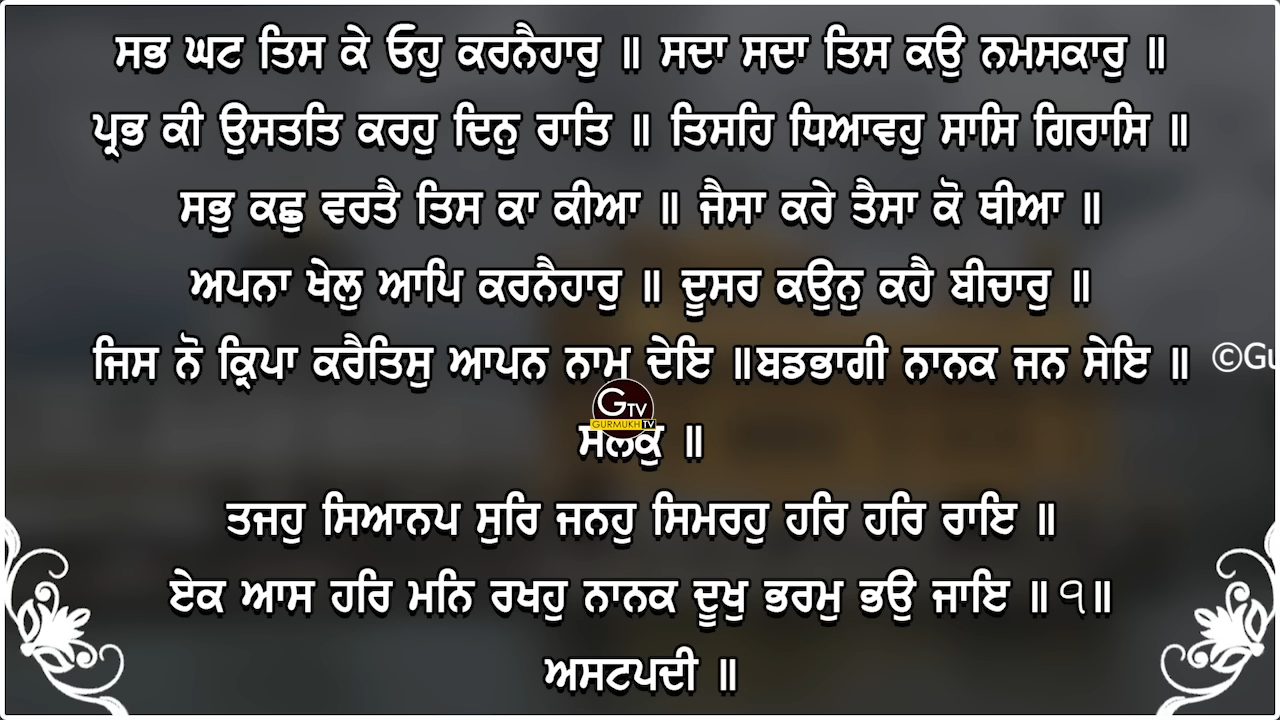 ਸਭ ਘਟ ਤਿਸ ਕੇ ਓਹੁ ਕਰਨੈਹਾਰੁ ॥ ਸਦਾ ਸਦਾ ਤਿਸ ਕਉ ਨਮਸਕਾਰੁ ॥
ਪ੍ਰਭ ਕੀ ਉਸਤਤਿ ਕਰਹੁ ਦਿਨੁ ਰਾਤਿ ॥ ਤਿਸਹਿ ਧਿਆਵਹੁ ਸਾਸਿ ਗਿਰਾਸਿ ॥
ਸਭੁ ਕਛੁ ਵਰਤੈ ਤਿਸ ਕਾ ਕੀਆ ॥ ਜੈਸਾ ਕਰੇ ਤੈਸਾ ਕੋ ਥੀਆ ॥
ਅਪਨਾ ਖੇਲੁ ਆਪਿ ਕਰਨੈਹਾਰੁ ॥ ਦੂਸਰ ਕਉਨੁ ਕਹੈ ਬੀਚਾਰੁ ॥
ਜਿਸ ਨੋ ਕ੍ਰਿਪਾ ਕਰੈਤਿਸੁ ਆਪਨ ਨਾਮੁ ਦੇਇ ॥ਬਡਭਾਗੀ ਨਾਨਕ ਜਨ ਸੇਇ ॥
©Gu
GTV
GURMUKH TV
ਸਲੋਕੁ ॥
ਤਜਹੁ ਸਿਆਨਪ ਸੁਰਿ ਜਨਹੁ ਸਿਮਰਹੁ ਹਰਿ ਹਰਿ ਰਾਇ ॥
ਏਕ ਆਸ ਹਰਿ ਮਨਿ ਰਖਹੁ ਨਾਨਕ ਦੂਖੁ ਭਰਮੁ ਭਉ ਜਾਇ ॥੧॥
ਅਸਟਪਦੀ ॥